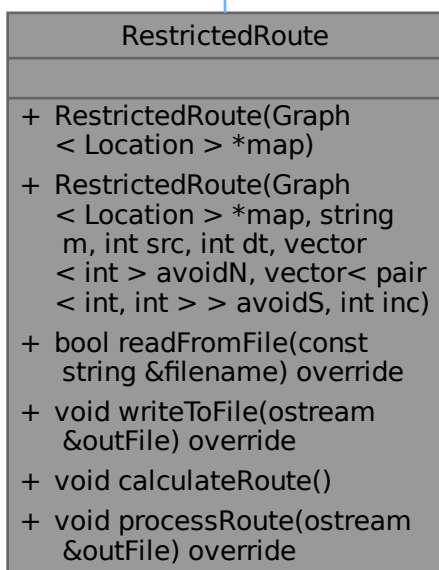 RestrictedRoute
+ RestrictedRoute(Graph
< Location > *map)
+ RestrictedRoute(Graph
< Location > *map, string
m, int src, int dt, vector
< int > avoidN, vector< pair
< int, int > > avoidS, int inc)
+ bool readFromFile(const
string &filename) override
+ void writeToFile(ostream
&outFile) override
+ void calculateRoute()
+ void processRoute(ostream
&outFile) override